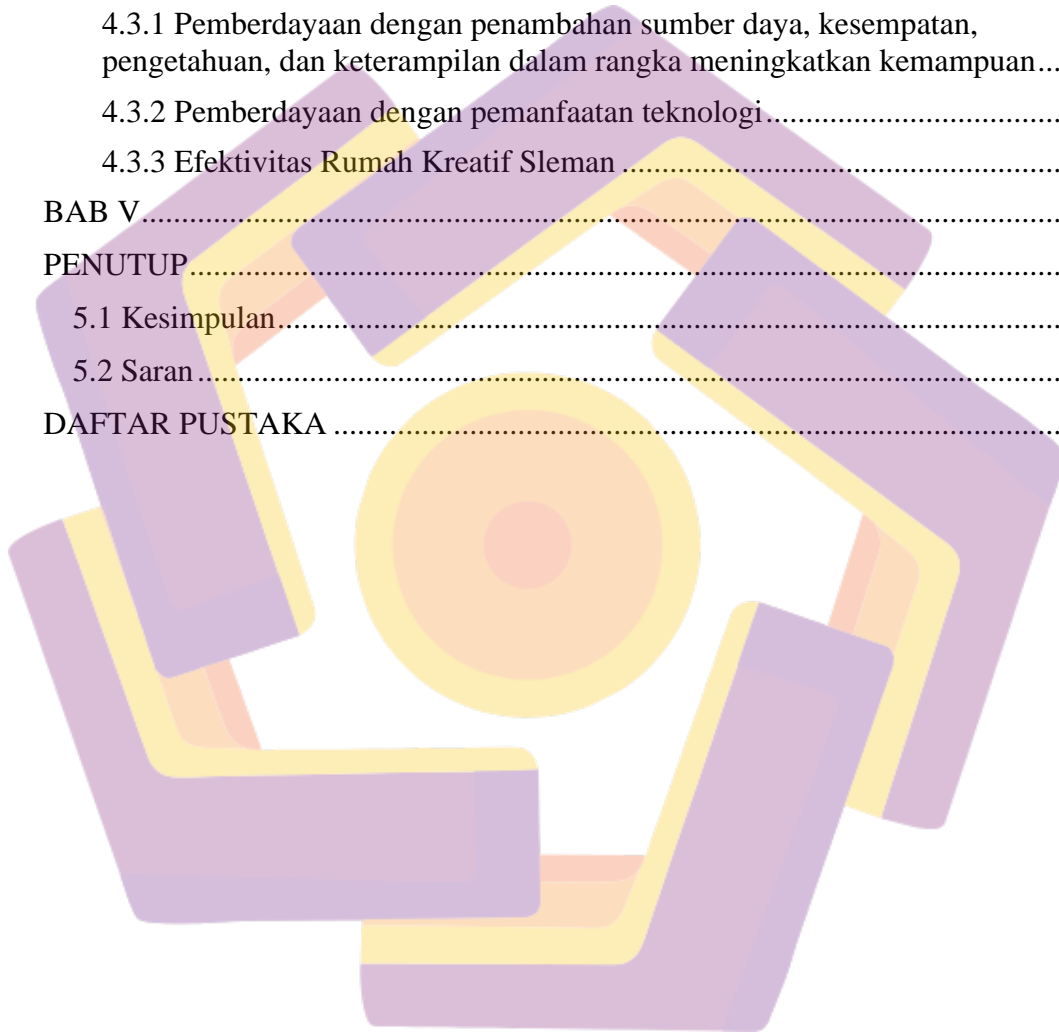 4.3.1 Pemberdayaan dengan penambahan sumber daya, kesempatan,
pengetahuan, dan keterampilan dalam rangka meningkatkan kemampuan...
4.3.2 Pemberdayaan dengan pemanfaatan teknologi....................................
4.3.3 Efektivitas Rumah Kreatif Sleman ......................................................
BAB V...........................................................................................................
PENUTUP.....................................................................................................
5.1 Kesimpulan...........................................................................................
5.2 Saran .....................................................................................................
DAFTAR PUSTAKA ....................................................................................